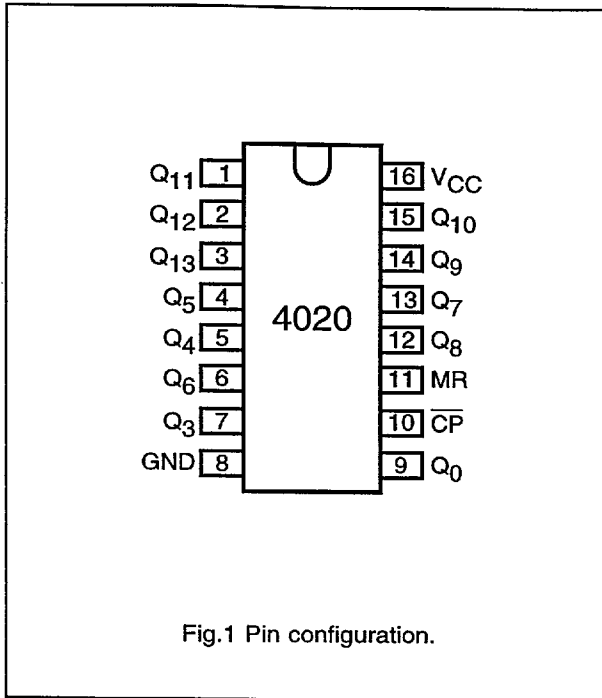 Q11 1 16 VCC
Q12 2 15 Q10
Q13 3 14 Q9
Q5 4 13 Q7
4020
Q4 5 12 Q8
Q6 6 11 MR
Q3 7 10 C̅P̅
GND 8 9 Q0
Fig.1 Pin configuration.